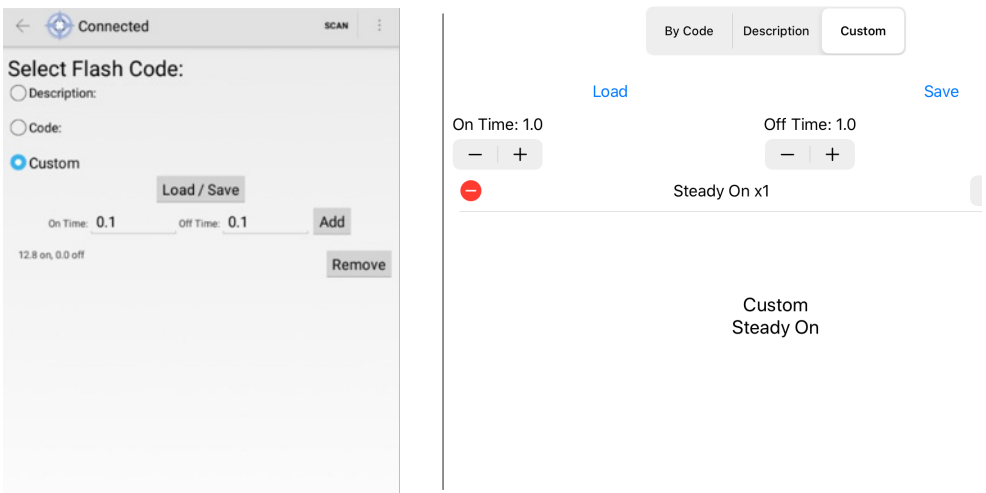 Connected
SCAN
Select Flash Code:
Description:
Code:
Custom
Load / Save
On Time: 0.1 Off Time: 0.1 Add
12.8 on, 0.0 off
Remove
By Code Description Custom
Load Save
On Time: 1.0 Off Time: 1.0
− + − +
Steady On x1
Custom
Steady On